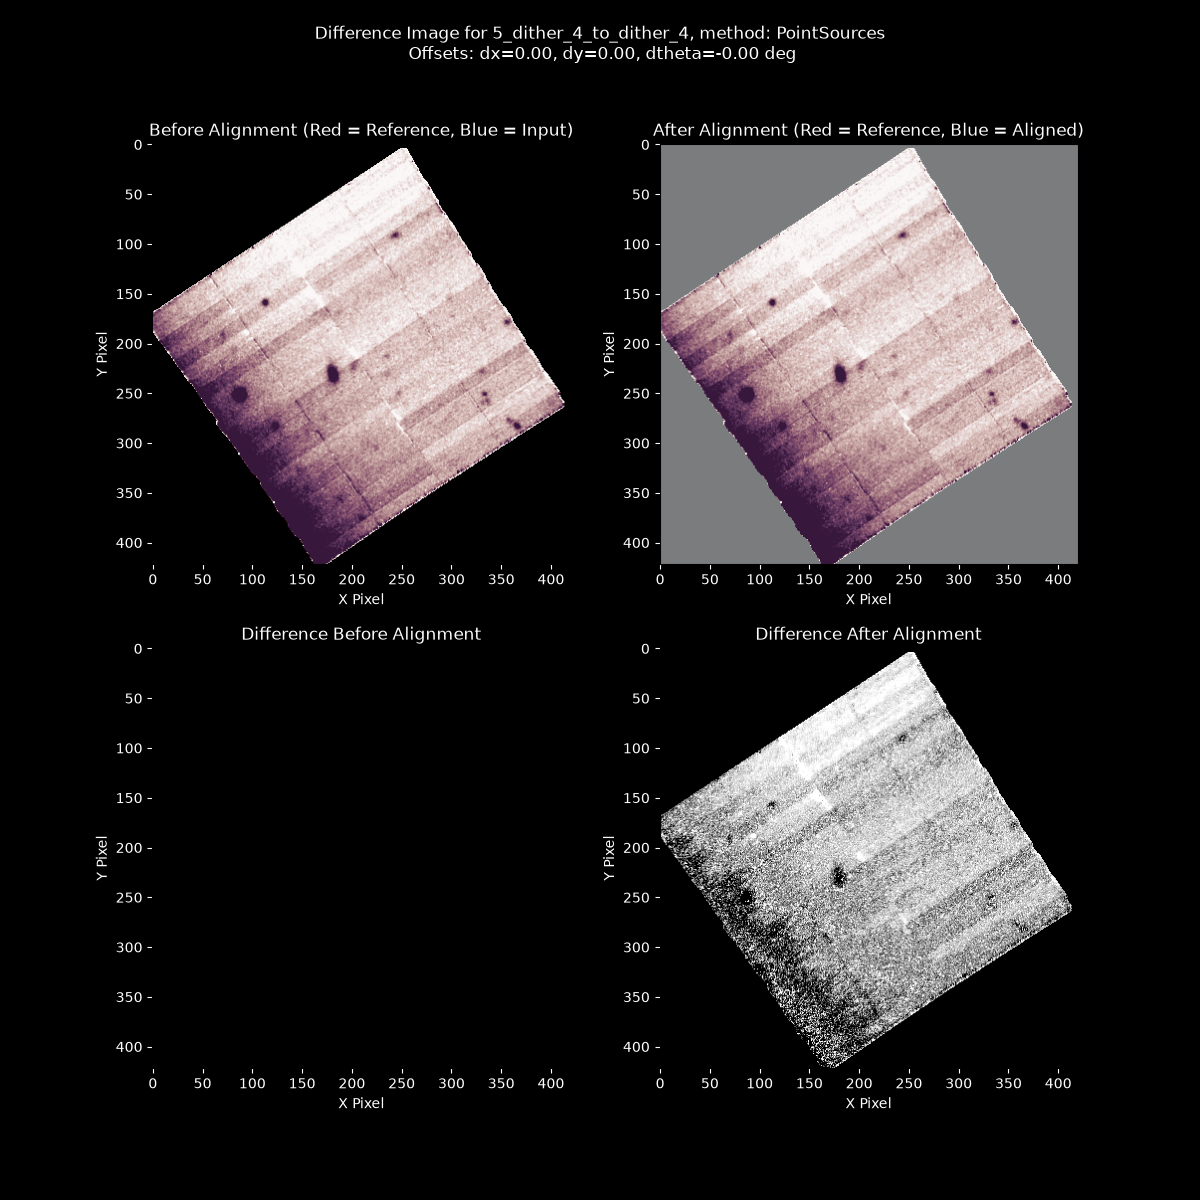 Difference Image for 5_dither_4_to_dither_4, method: PointSources
Offsets: dx=0.00, dy=0.00, dtheta=-0.00 deg
Before Alignment (Red = Reference, Blue = Input)
0
50
100
150
200
250
300
350
400
Y Pixel
0 50 100 150 200 250 300 350 400
X Pixel
After Alignment (Red = Reference, Blue = Aligned)
0
50
100
150
200
250
300
350
400
Y Pixel
0 50 100 150 200 250 300 350 400
X Pixel
Difference Before Alignment
0
50
100
150
200
250
300
350
400
Y Pixel
0 50 100 150 200 250 300 350 400
X Pixel
Difference After Alignment
0
50
100
150
200
250
300
350
400
Y Pixel
0 50 100 150 200 250 300 350 400
X Pixel